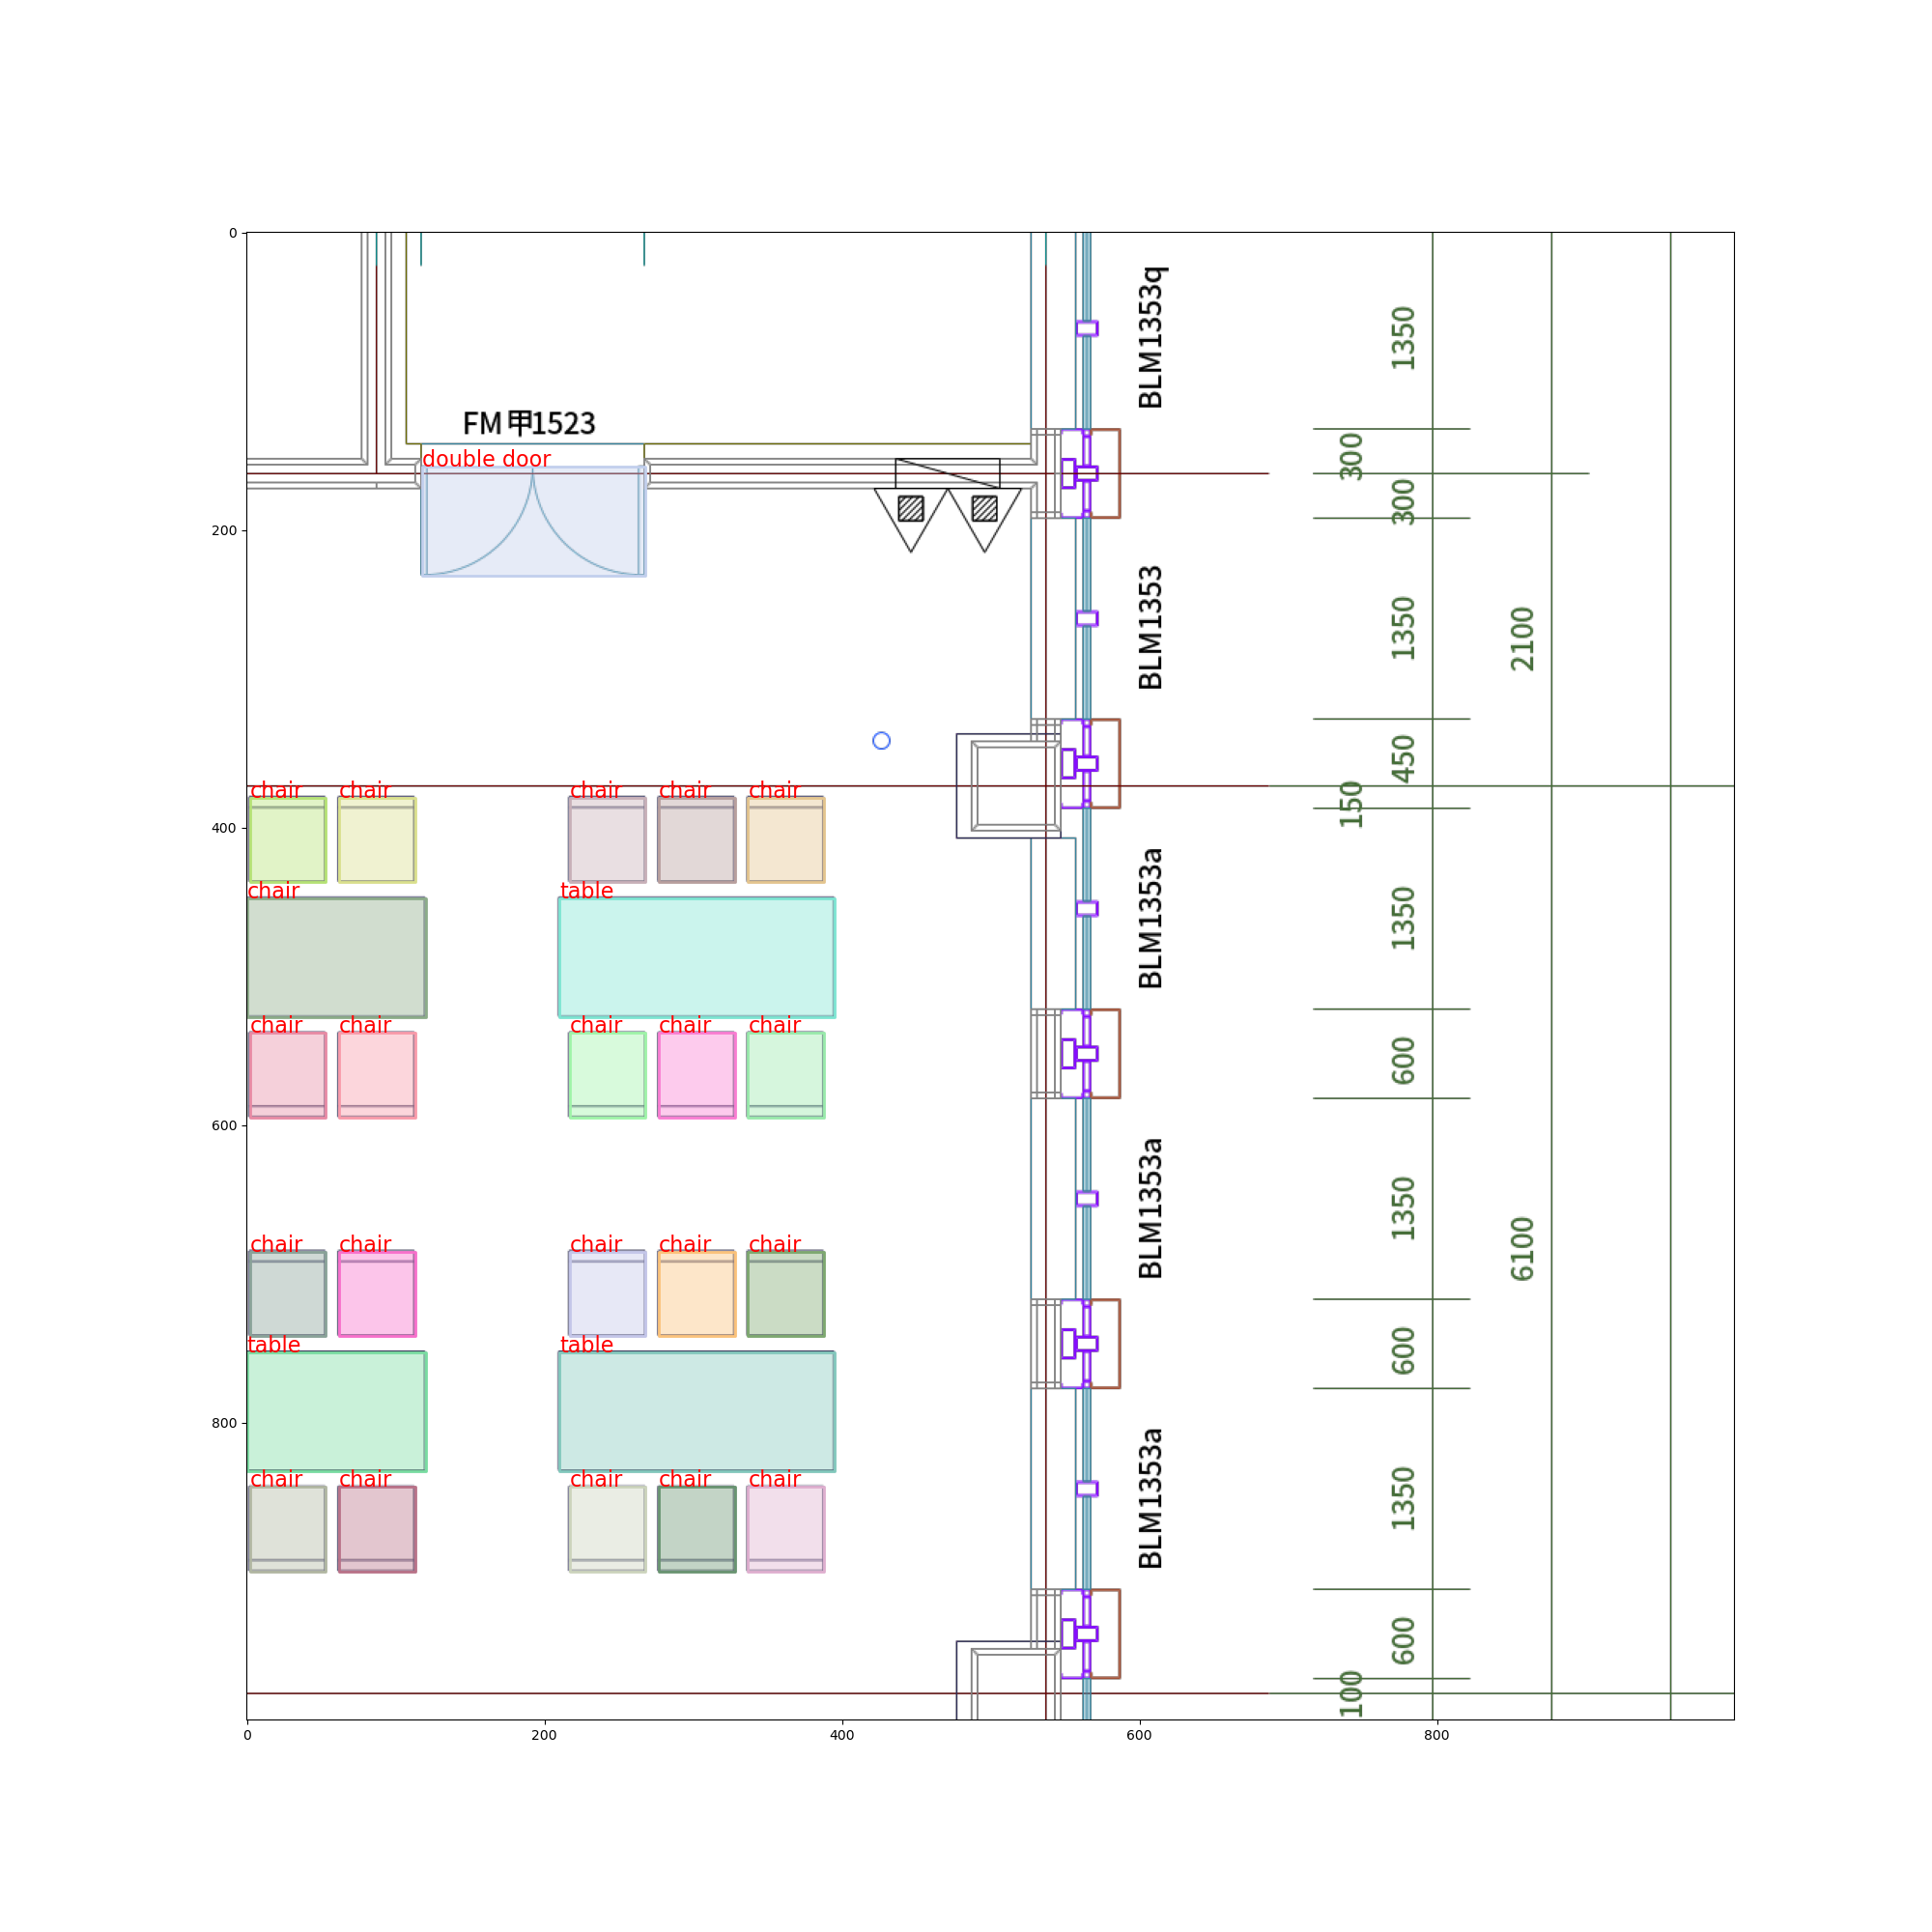 0
BLM1353q
1350
FM甲1523
double door
300
200
300
BLM1353
1350
2100
450
chair chair chair chair chair
150
400
chair table
BLM1353a
1350
chair chair chair chair chair
600
600
BLM1353a
1350
6100
chair chair chair chair chair
table table
600
800
BLM1353a
1350
chair chair chair chair chair
600
100
0 200 400 600 800